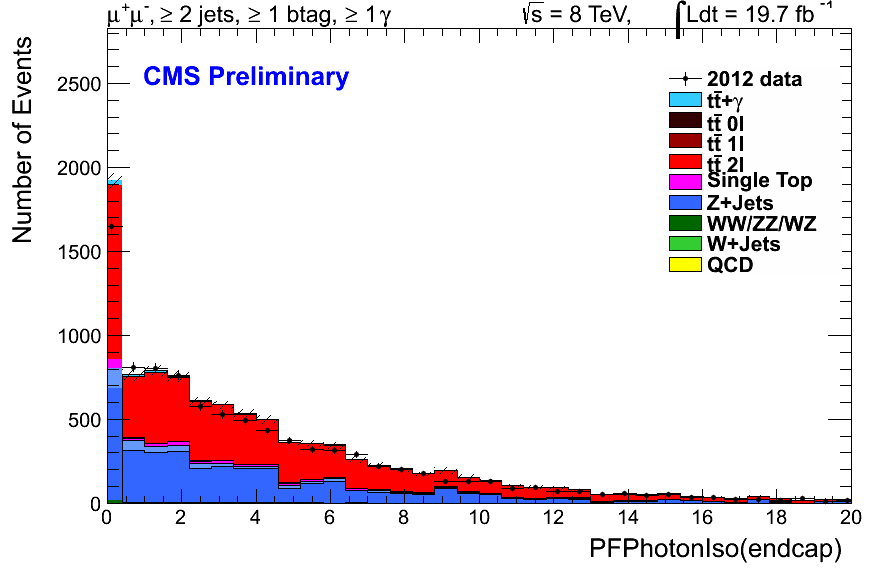 μ⁺μ⁻, ≥ 2 jets, ≥ 1 btag, ≥ 1 γ
√s = 8 TeV, ∫Ldt = 19.7 fb⁻¹
Number of Events
CMS Preliminary
2012 data
tt̄+γ
tt̄ 0l
tt̄ 1l
tt̄ 2l
Single Top
Z+Jets
WW/ZZ/WZ
W+Jets
QCD
2500
2000
1500
1000
500
0
0 2 4 6 8 10 12 14 16 18 20
PFPhotonIso(endcap)